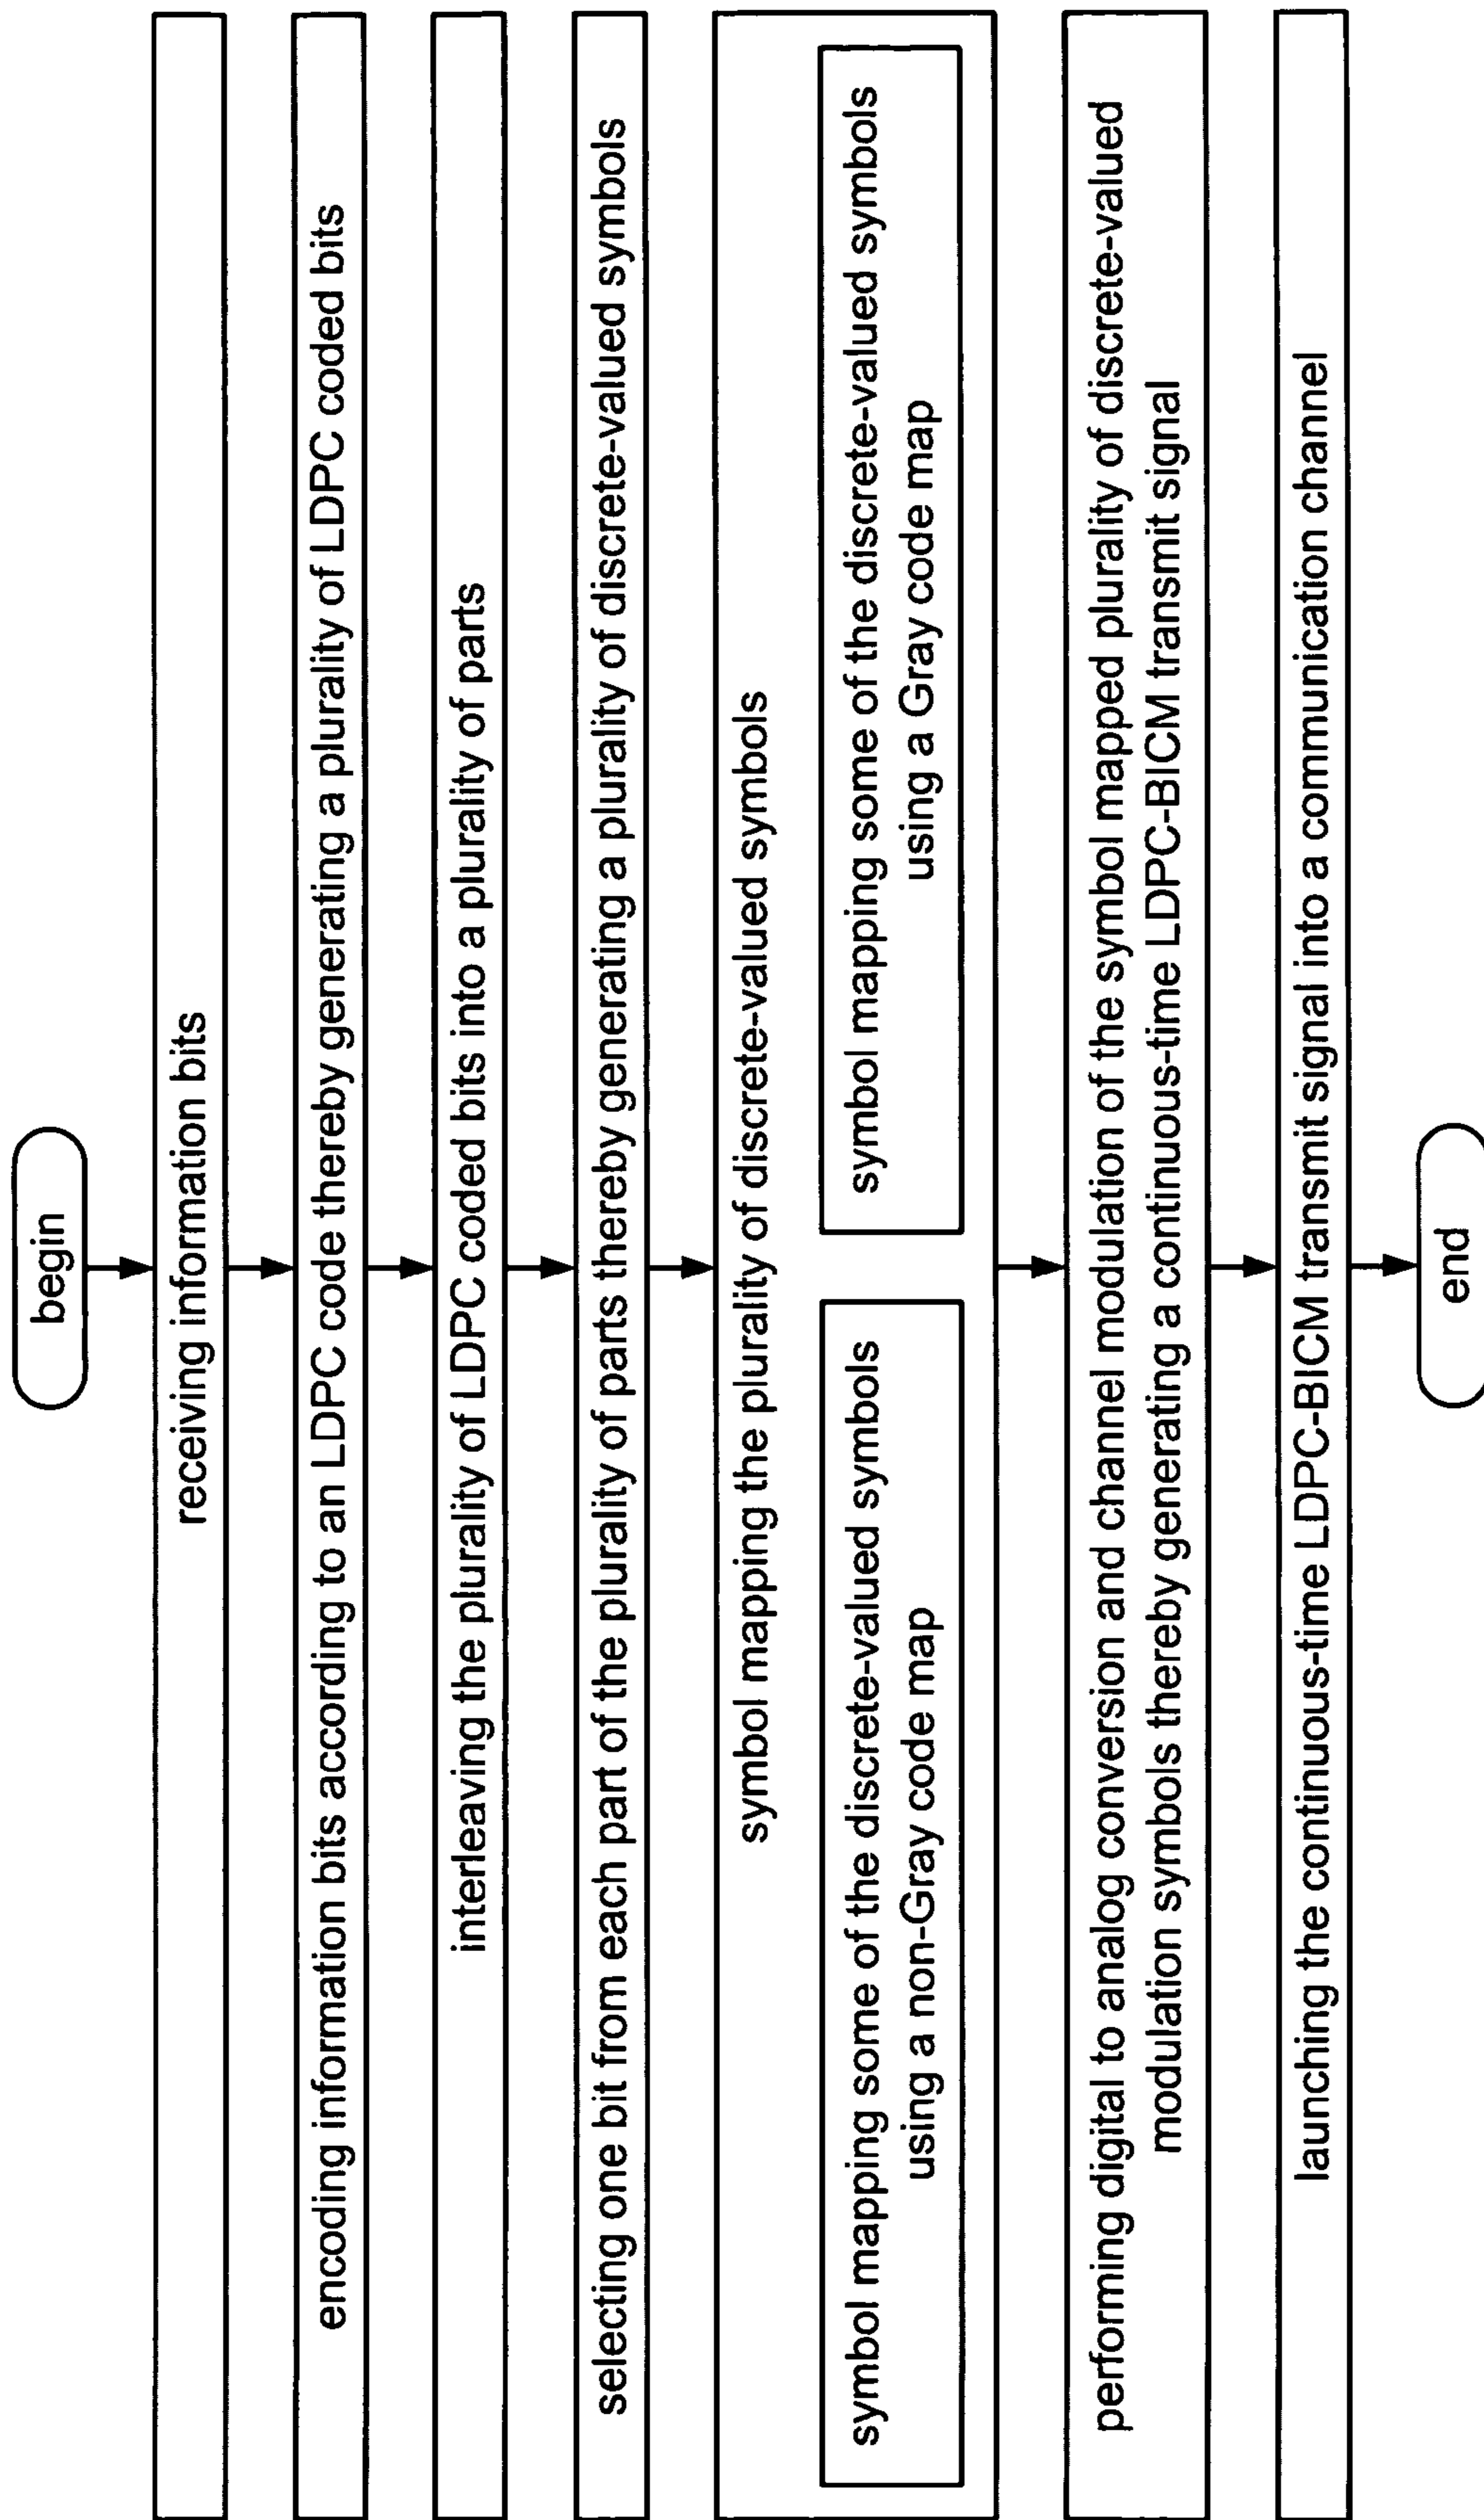 begin
receiving information bits
encoding information bits according to an LDPC code thereby generating a plurality of LDPC coded bits
interleaving the plurality of LDPC coded bits into a plurality of parts
selecting one bit from each part of the plurality of parts thereby generating a plurality of discrete-valued symbols
symbol mapping the plurality of discrete-valued symbols
symbol mapping some of the discrete-valued symbols
using a non-Gray code map
symbol mapping some of the discrete-valued symbols
using a Gray code map
performing digital to analog conversion and channel modulation of the symbol mapped plurality of discrete-valued
modulation symbols thereby generating a continuous-time LDPC-BICM transmit signal
launching the continuous-time LDPC-BICM transmit signal into a communication channel
end